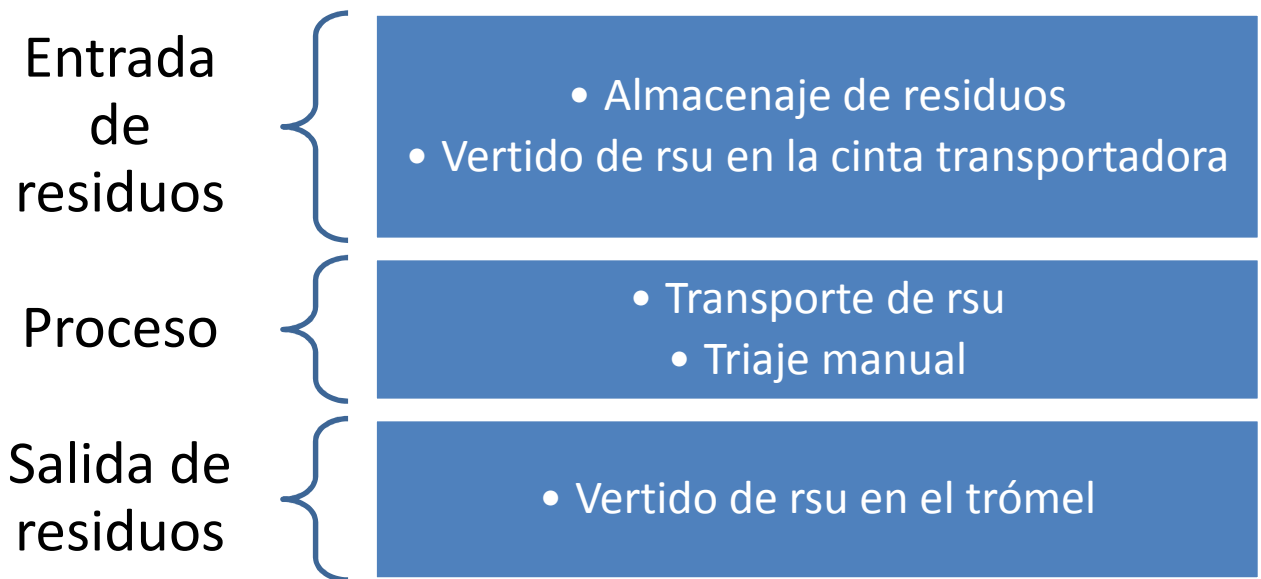 Entrada
de
residuos
• Almacenaje de residuos
• Vertido de rsu en la cinta transportadora
Proceso
• Transporte de rsu
• Triaje manual
Salida de
residuos
• Vertido de rsu en el trómel